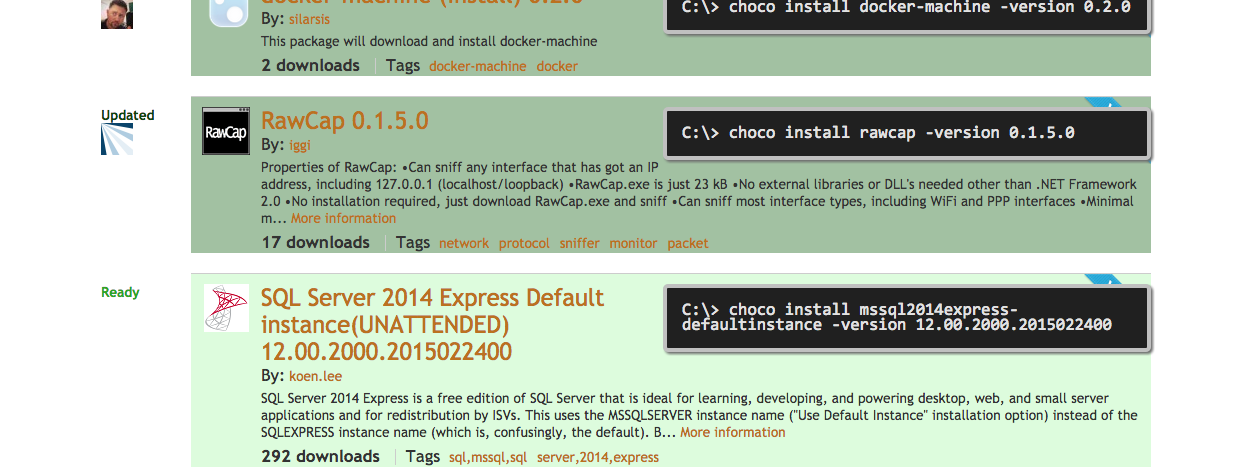 docker-machine (Install) 0.2.0
C:\> choco install docker-machine -version 0.2.0
By: silarsis
This package will download and install docker-machine
2 downloads Tags docker-machine docker
Updated
RawCap
RawCap 0.1.5.0
C:\> choco install rawcap -version 0.1.5.0
By: iggi
Properties of RawCap: •Can sniff any interface that has got an IP
address, including 127.0.0.1 (localhost/loopback) •RawCap.exe is just 23 kB •No external libraries or DLL's needed other than .NET Framework
2.0 •No installation required, just download RawCap.exe and sniff •Can sniff most interface types, including WiFi and PPP interfaces •Minimal
m... More information
17 downloads Tags network protocol sniffer monitor packet
Ready
SQL Server 2014 Express Default
instance(UNATTENDED)
12.00.2000.2015022400
C:\> choco install mssql2014express-
defaultinstance -version 12.00.2000.2015022400
By: koen.lee
SQL Server 2014 Express is a free edition of SQL Server that is ideal for learning, developing, and powering desktop, web, and small server
applications and for redistribution by ISVs. This uses the MSSQLSERVER instance name ("Use Default Instance" installation option) instead of the
SQLEXPRESS instance name (which is, confusingly, the default). B... More information
292 downloads Tags sql,mssql,sql server,2014,express